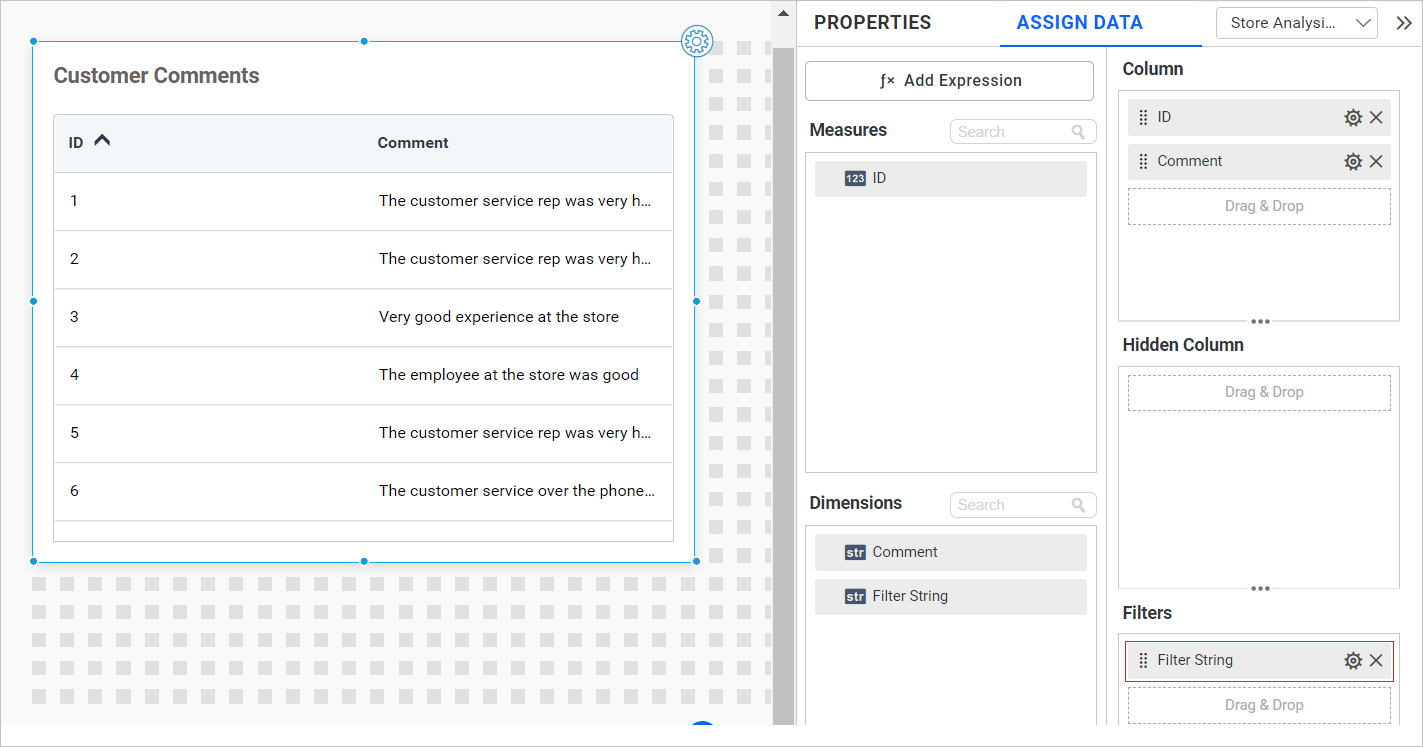 Customer Comments
ID Comment
1 The customer service rep was very h...
2 The customer service rep was very h...
3 Very good experience at the store
4 The employee at the store was good
5 The customer service rep was very h...
6 The customer service over the phone...
PROPERTIES ASSIGN DATA Store Analysi...
ƒx Add Expression
Measures Search
123 ID
Dimensions Search
str Comment
str Filter String
Column
ID
Comment
Drag & Drop
Hidden Column
Drag & Drop
Filters
Filter String
Drag & Drop